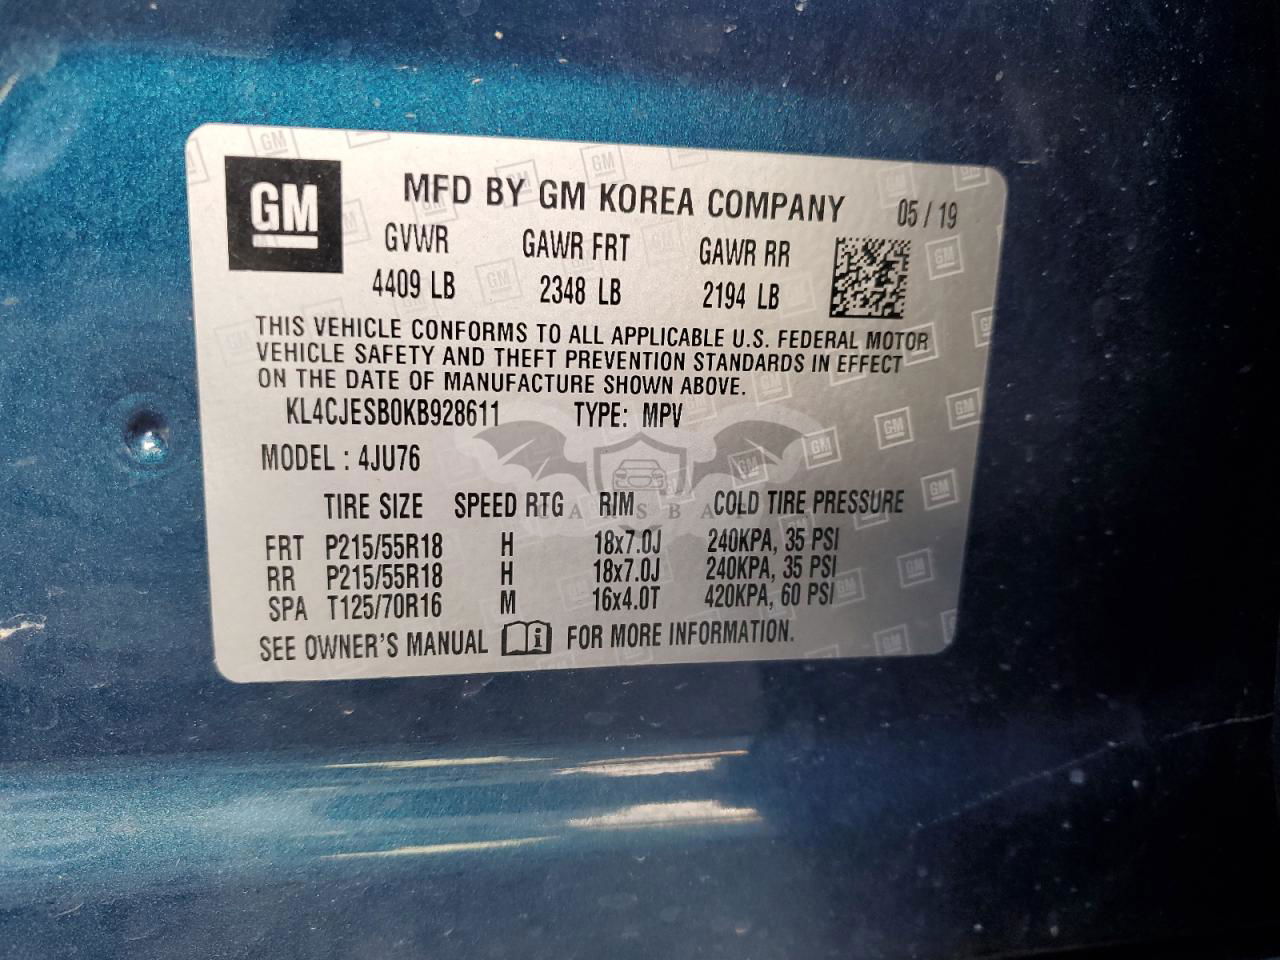 GM MFD BY GM KOREA COMPANY 05 / 19
GVWR GAWR FRT GAWR RR
4409 LB 2348 LB 2194 LB
THIS VEHICLE CONFORMS TO ALL APPLICABLE U.S. FEDERAL MOTOR
VEHICLE SAFETY AND THEFT PREVENTION STANDARDS IN EFFECT
ON THE DATE OF MANUFACTURE SHOWN ABOVE.
KL4CJESB0KB928611 TYPE: MPV
MODEL : 4JU76
TIRE SIZE SPEED RTG RIM COLD TIRE PRESSURE
FRT P215/55R18 H 18x7.0J 240KPA, 35 PSI
RR P215/55R18 H 18x7.0J 240KPA, 35 PSI
SPA T125/70R16 M 16x4.0T 420KPA, 60 PSI
SEE OWNER'S MANUAL FOR MORE INFORMATION.